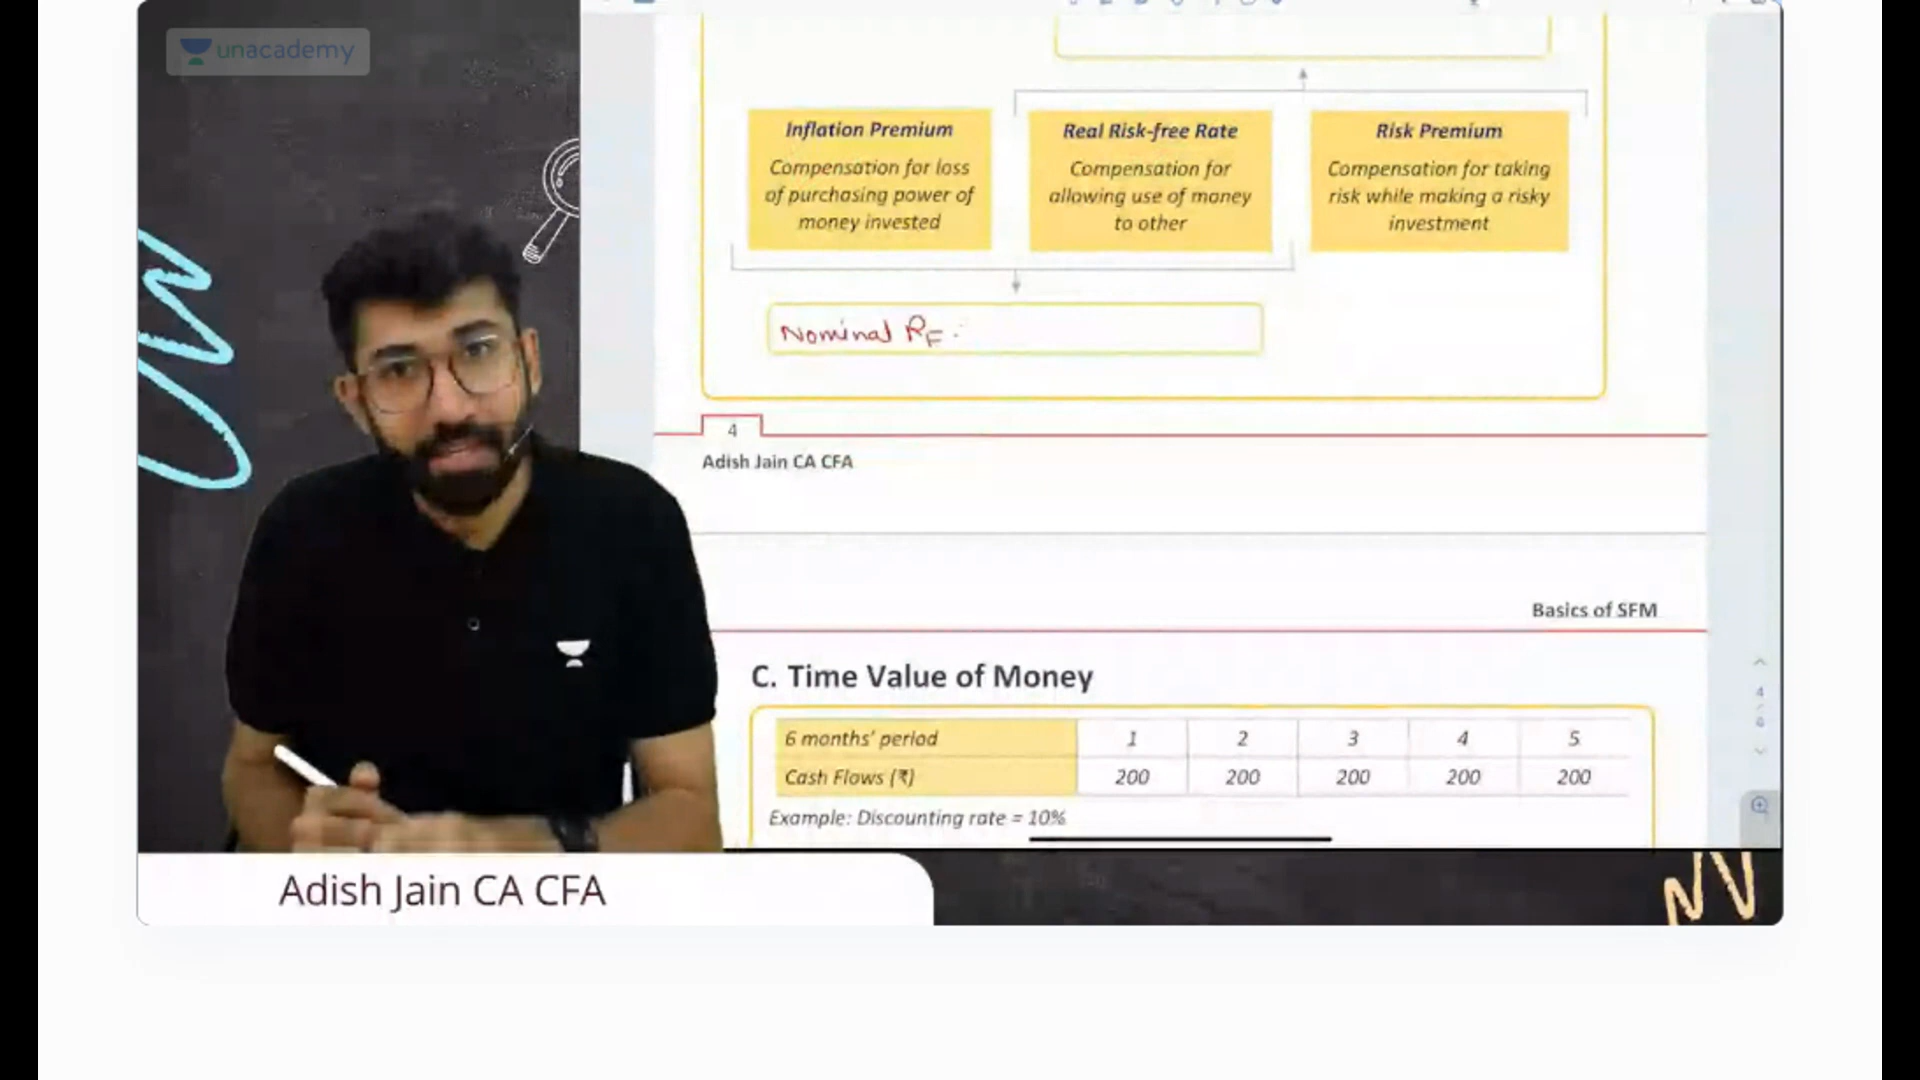 unacademy
Inflation Premium
Compensation for loss
of purchasing power of
money invested
Real Risk-free Rate
Compensation for
allowing use of money
to other
Risk Premium
Compensation for taking
risk while making a risky
investment
Nominal RF :
4
Adish Jain CA CFA
Basics of SFM
C. Time Value of Money
6 months' period 1 2 3 4 5
Cash Flows (₹) 200 200 200 200 200
Example: Discounting rate = 10%
Adish Jain CA CFA